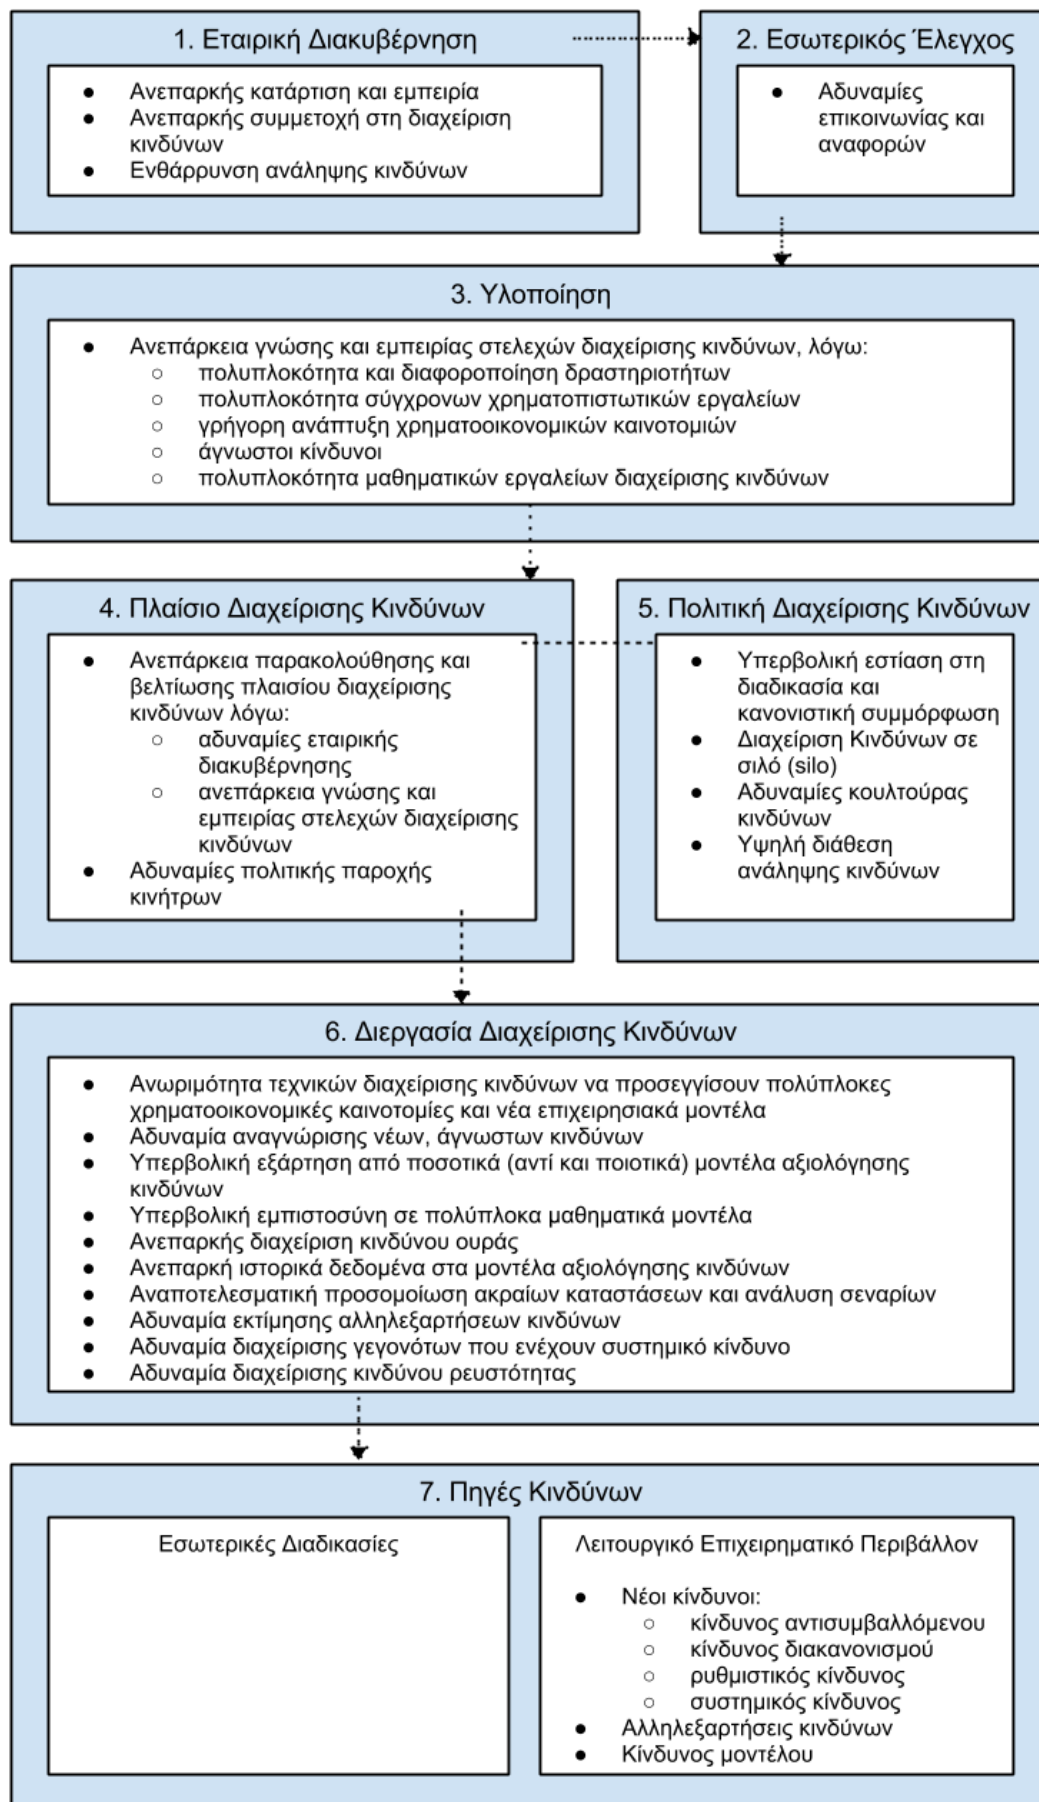 1. Εταιρική Διακυβέρνηση
● Ανεπαρκής κατάρτιση και εμπειρία
● Ανεπαρκής συμμετοχή στη διαχείριση
κινδύνων
● Ενθάρρυνση ανάληψης κινδύνων
2. Εσωτερικός Έλεγχος
● Αδυναμίες
επικοινωνίας και
αναφορών
3. Υλοποίηση
● Ανεπάρκεια γνώσης και εμπειρίας στελεχών διαχείρισης κινδύνων, λόγω:
○ πολυπλοκότητα και διαφοροποίηση δραστηριοτήτων
○ πολυπλοκότητα σύγχρονων χρηματοπιστωτικών εργαλείων
○ γρήγορη ανάπτυξη χρηματοοικονομικών καινοτομιών
○ άγνωστοι κίνδυνοι
○ πολυπλοκότητα μαθηματικών εργαλείων διαχείρισης κινδύνων
4. Πλαίσιο Διαχείρισης Κινδύνων
● Ανεπάρκεια παρακολούθησης και
βελτίωσης πλαισίου διαχείρισης
κινδύνων λόγω:
○ αδυναμίες εταιρικής
διακυβέρνησης
○ ανεπάρκεια γνώσης και
εμπειρίας στελεχών διαχείρισης
κινδύνων
● Αδυναμίες πολιτικής παροχής
κινήτρων
5. Πολιτική Διαχείρισης Κινδύνων
● Υπερβολική εστίαση στη
διαδικασία και
κανονιστική συμμόρφωση
● Διαχείριση Κινδύνων σε
σιλό (silo)
● Αδυναμίες κουλτούρας
κινδύνων
● Υψηλή διάθεση
ανάληψης κινδύνων
6. Διεργασία Διαχείρισης Κινδύνων
● Ανωριμότητα τεχνικών διαχείρισης κινδύνων να προσεγγίσουν πολύπλοκες
χρηματοοικονομικές καινοτομίες και νέα επιχειρησιακά μοντέλα
● Αδυναμία αναγνώρισης νέων, άγνωστων κινδύνων
● Υπερβολική εξάρτηση από ποσοτικά (αντί και ποιοτικά) μοντέλα αξιολόγησης
κινδύνων
● Υπερβολική εμπιστοσύνη σε πολύπλοκα μαθηματικά μοντέλα
● Ανεπαρκής διαχείριση κινδύνου ουράς
● Ανεπαρκή ιστορικά δεδομένα στα μοντέλα αξιολόγησης κινδύνων
● Αναποτελεσματική προσομοίωση ακραίων καταστάσεων και ανάλυση σεναρίων
● Αδυναμία εκτίμησης αλληλεξαρτήσεων κινδύνων
● Αδυναμία διαχείρισης γεγονότων που ενέχουν συστημικό κίνδυνο
● Αδυναμία διαχείρισης κινδύνου ρευστότητας
7. Πηγές Κινδύνων
Εσωτερικές Διαδικασίες
Λειτουργικό Επιχειρηματικό Περιβάλλον
● Νέοι κίνδυνοι:
○ κίνδυνος αντισυμβαλλόμενου
○ κίνδυνος διακανονισμού
○ ρυθμιστικός κίνδυνος
○ συστημικός κίνδυνος
● Αλληλεξαρτήσεις κινδύνων
● Κίνδυνος μοντέλου